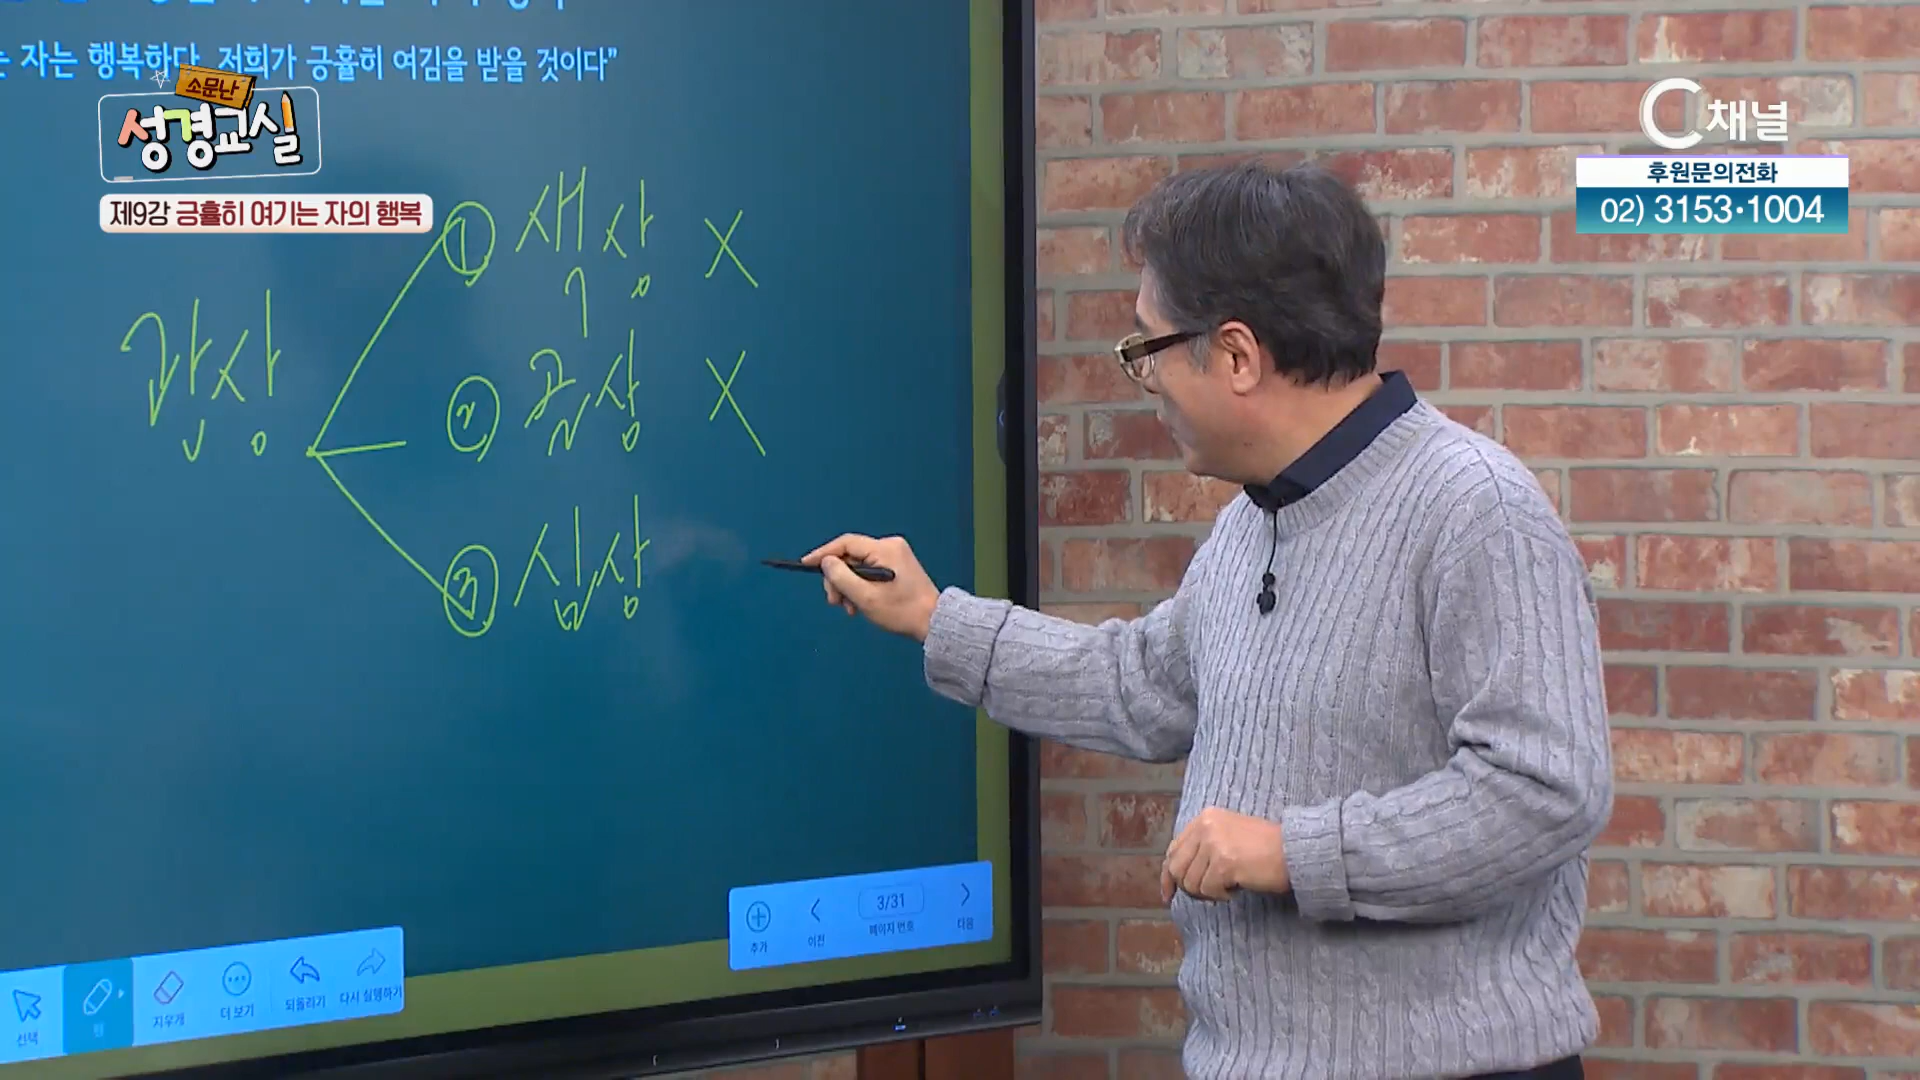 는 자는 행복하다. 저희가 긍휼히 여김을 받을 것이다"
소문난
성경교실
제9강 긍휼히 여기는 자의 행복
C채널
후원문의전화
02) 3153·1004
관상
① 색상 X
② 골상 X
③ 심상
추가
이전
3/31
페이지 번호
다음
선택
펜
지우개
더 보기
되돌리기
다시 실행하기